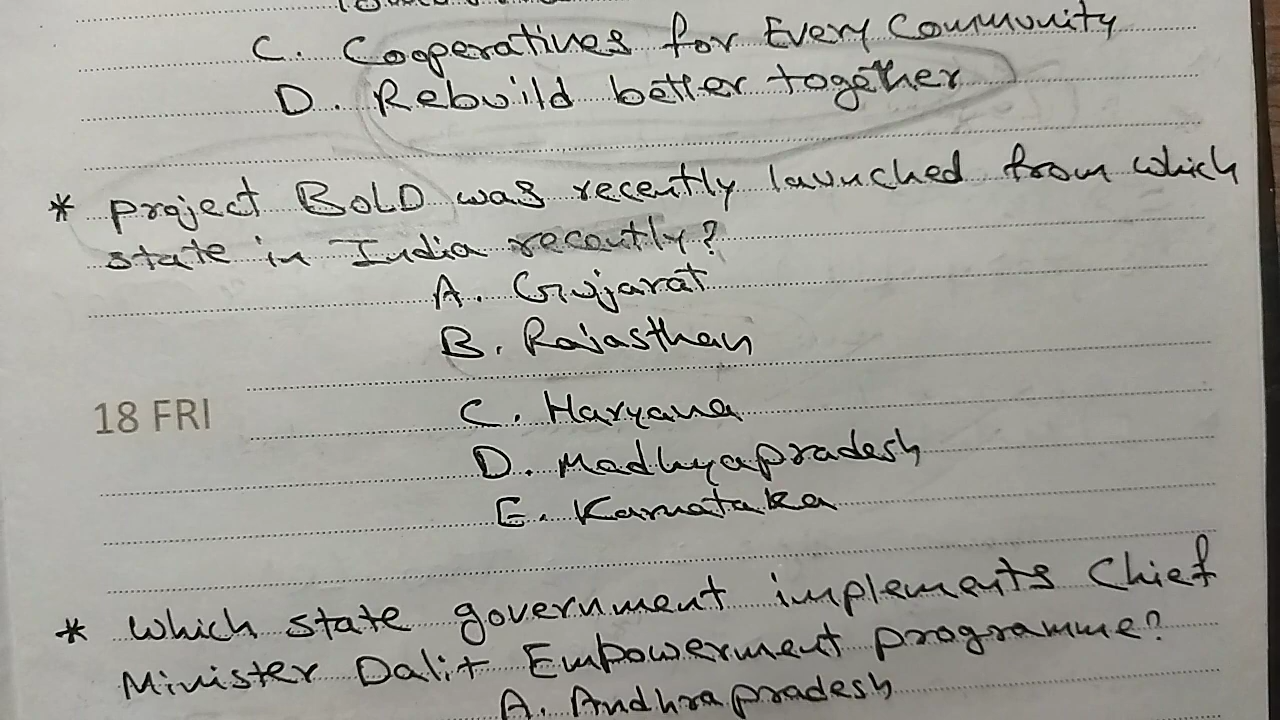 C. Cooperatives for Every Community
D. Rebuild better together
* Project BOLD was recently launched from which
state in India recently?
A. Gujarat
B. Rajasthan
18 FRI
C. Haryana
D. Madhyapradesh
E. Karnataka
* Which state government implements Chief
Minister Dalit Empowerment programme?
A. Andhrapradesh